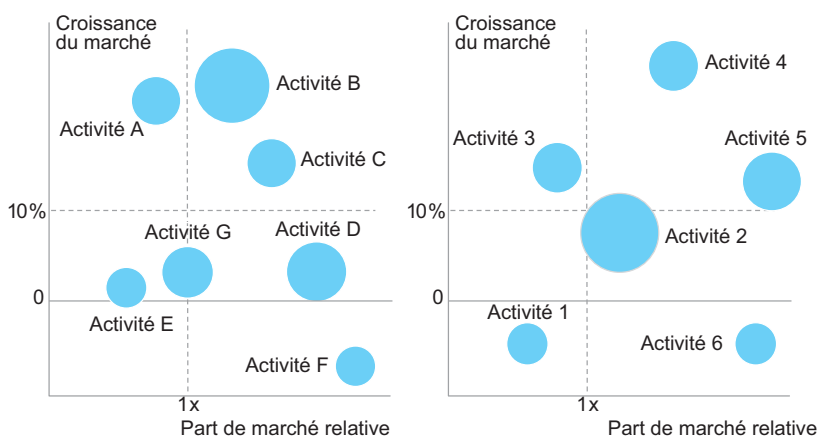 Croissance
du marché
Activité B
Activité A
Activité C
10%
Activité G
Activité D
0
Activité E
Activité F
1x
Part de marché relative
Croissance
du marché
Activité 4
Activité 3
Activité 5
10%
Activité 2
0
Activité 1
Activité 6
1x
Part de marché relative